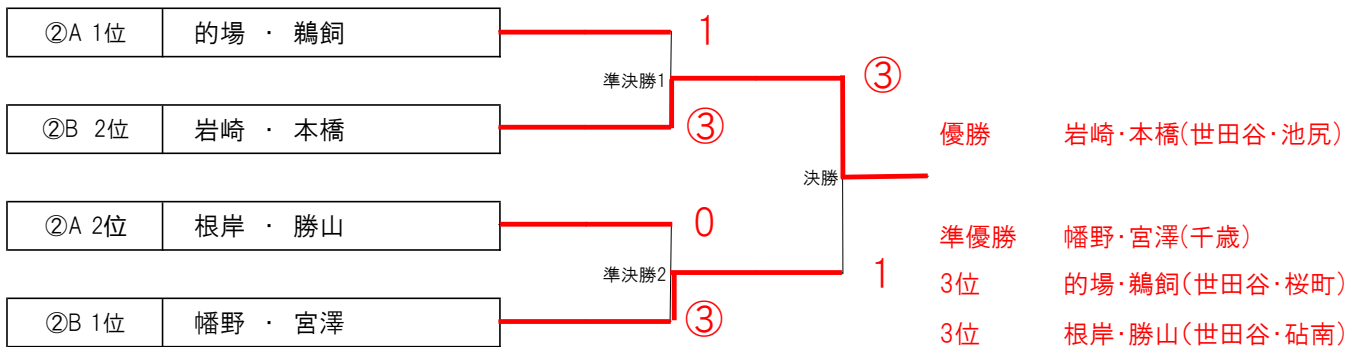 ②A 1位 的場 ・ 鵜飼 1
準決勝1 ③
②B 2位 岩崎 ・ 本橋 ③
優勝 岩崎・本橋(世田谷・池尻)
決勝
②A 2位 根岸 ・ 勝山 0
準優勝 幡野・宮澤(千歳)
準決勝2 1
3位 的場・鵜飼(世田谷・桜町)
②B 1位 幡野 ・ 宮澤 ③
3位 根岸・勝山(世田谷・砧南)